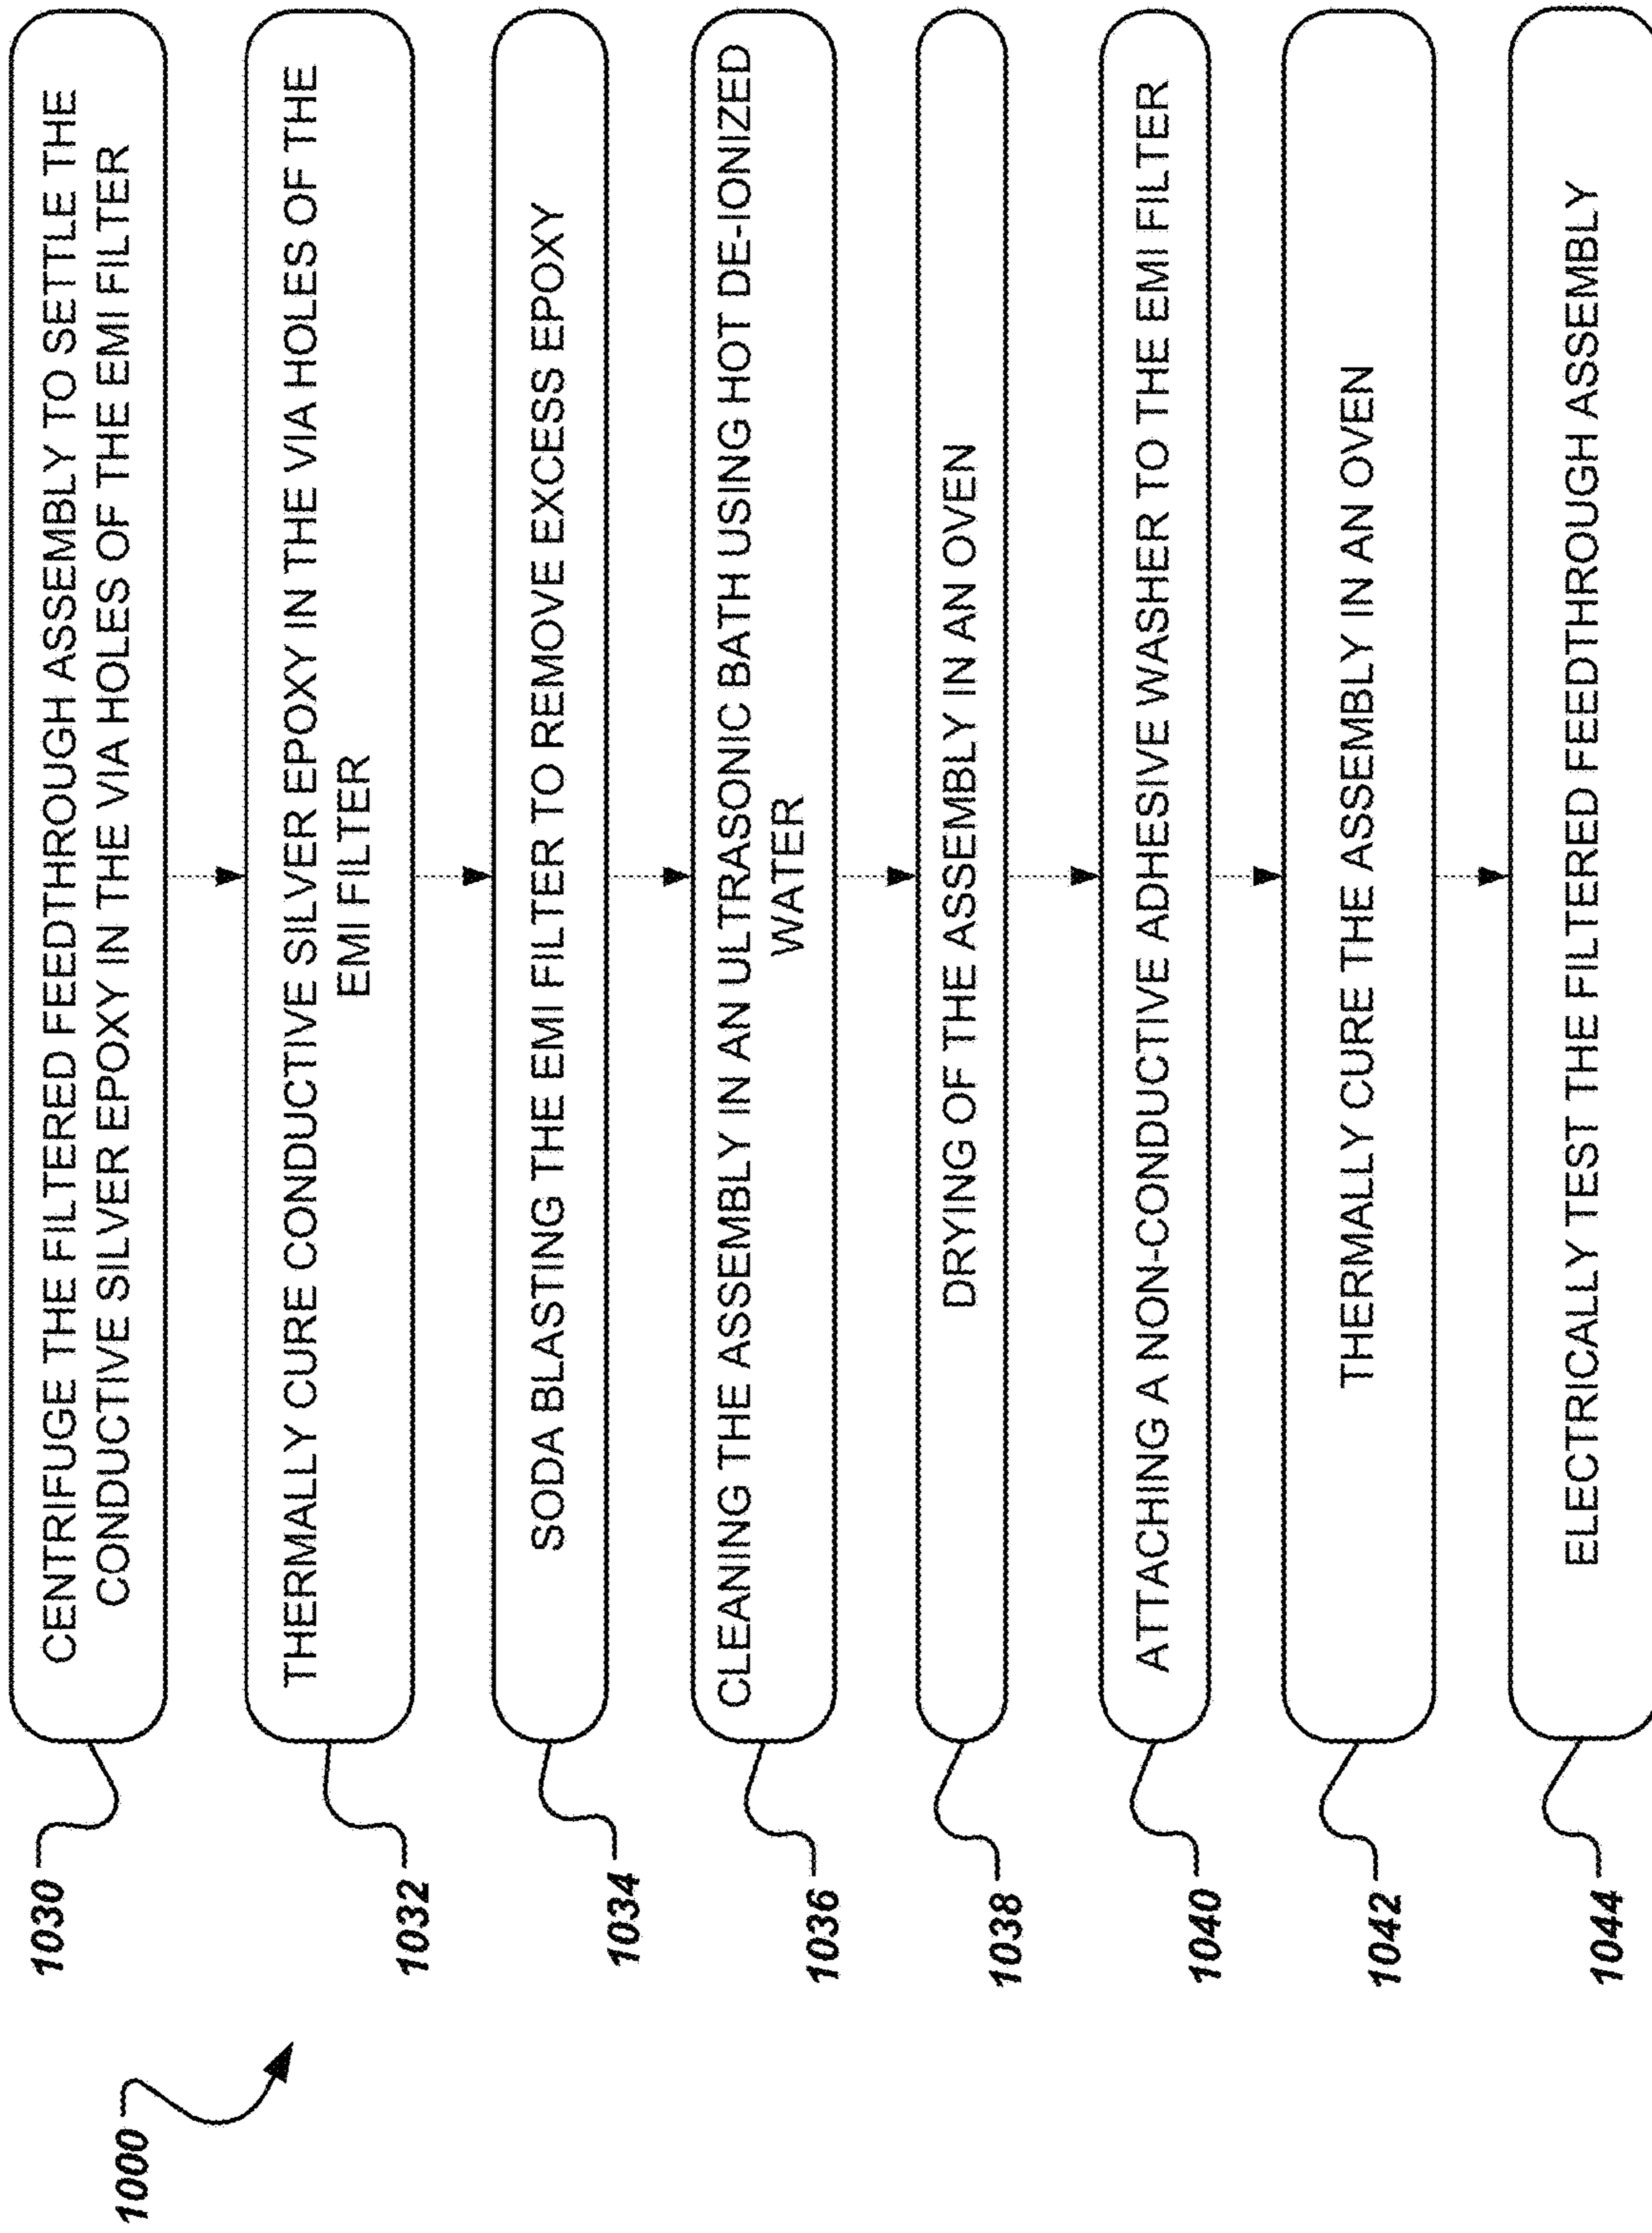 1000
1030
CENTRIFUGE THE FILTERED FEEDTHROUGH ASSEMBLY TO SETTLE THE
CONDUCTIVE SILVER EPOXY IN THE VIA HOLES OF THE EMI FILTER
1032
THERMALLY CURE CONDUCTIVE SILVER EPOXY IN THE VIA HOLES OF THE
EMI FILTER
1034
SODA BLASTING THE EMI FILTER TO REMOVE EXCESS EPOXY
1036
CLEANING THE ASSEMBLY IN AN ULTRASONIC BATH USING HOT DE-IONIZED
WATER
1038
DRYING OF THE ASSEMBLY IN AN OVEN
1040
ATTACHING A NON-CONDUCTIVE ADHESIVE WASHER TO THE EMI FILTER
1042
THERMALLY CURE THE ASSEMBLY IN AN OVEN
1044
ELECTRICALLY TEST THE FILTERED FEEDTHROUGH ASSEMBLY